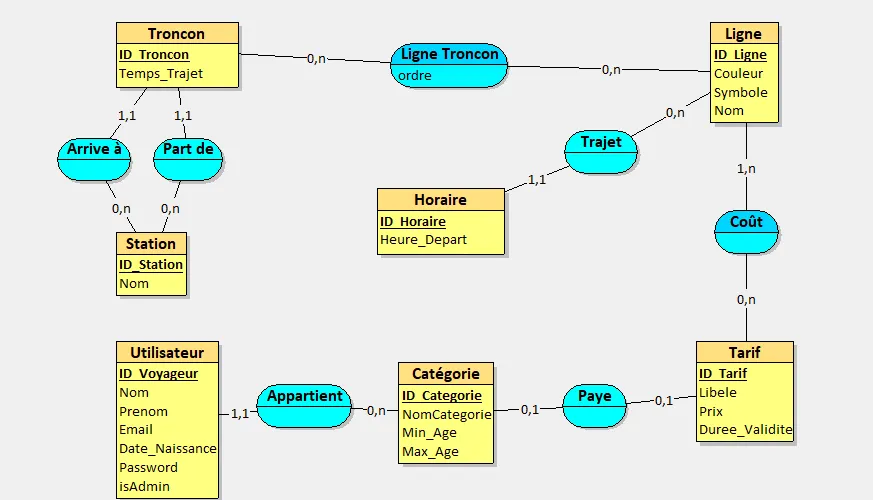 Troncon
ID_Troncon
Temps_Trajet
0,n
Ligne Troncon
ordre
0,n
Ligne
ID_Ligne
Couleur
Symbole
Nom
1,1
1,1
Arrive à
Part de
0,n
0,n
Station
ID_Station
Nom
0,n
Trajet
1,1
Horaire
ID_Horaire
Heure_Depart
1,n
Coût
0,n
Utilisateur
ID_Voyageur
Nom
Prenom
Email
Date_Naissance
Password
isAdmin
1,1
Appartient
0,n
Catégorie
ID_Categorie
NomCategorie
Min_Age
Max_Age
0,1
Paye
0,1
Tarif
ID_Tarif
Libele
Prix
Duree_Validite